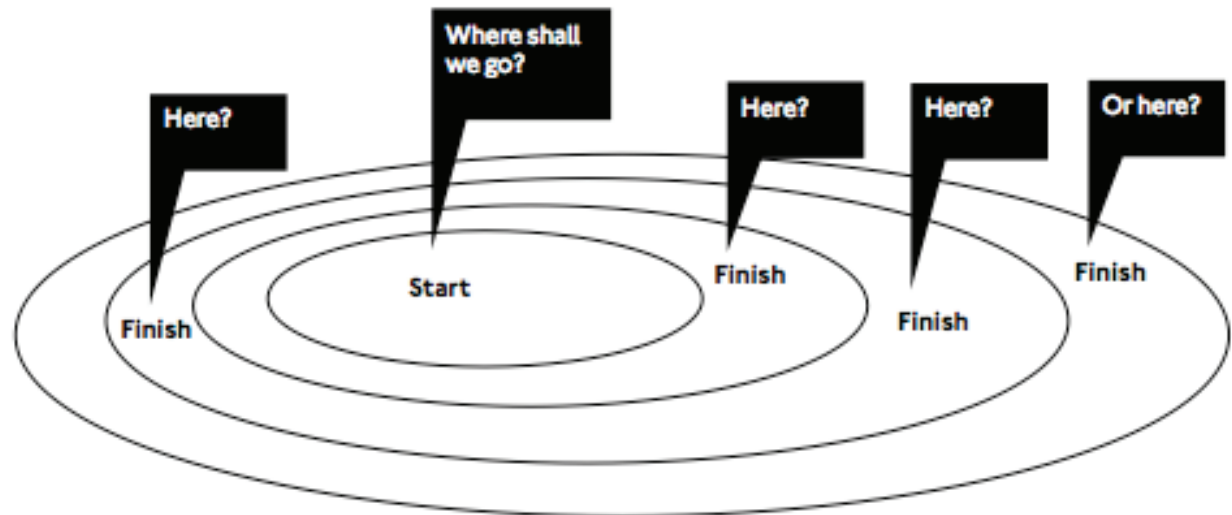 Where shall
we go?
Here?
Here?
Here?
Or here?
Start
Finish
Finish
Finish
Finish